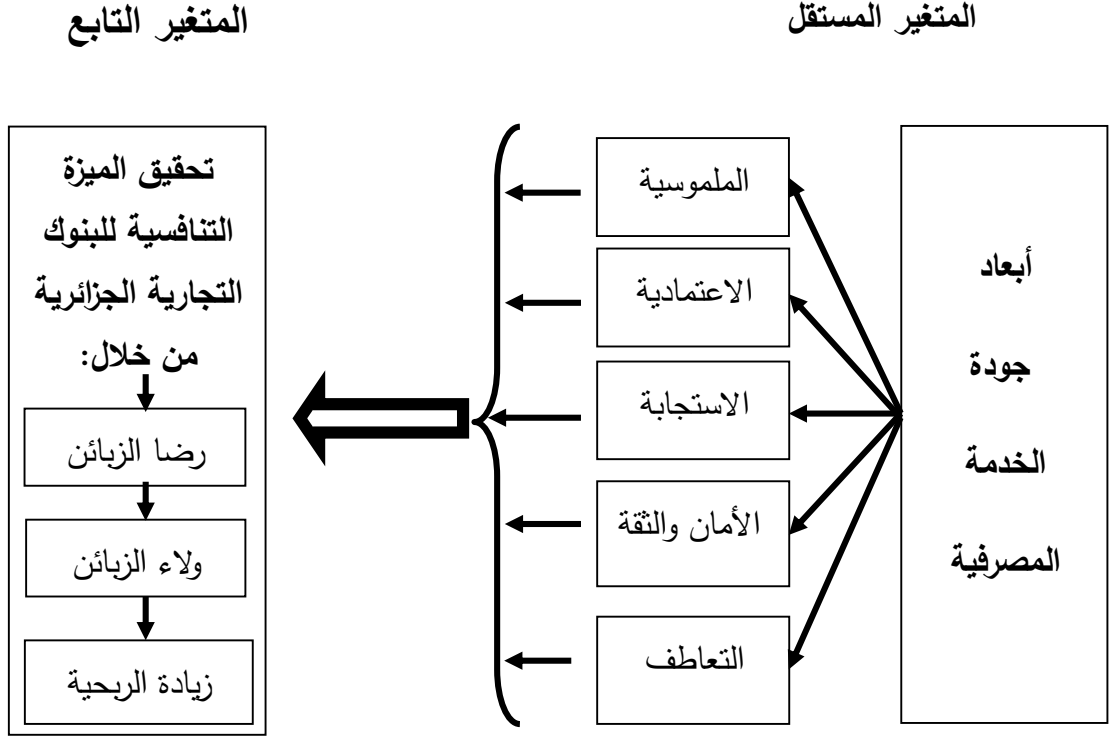 المتغير المستقل
المتغير التابع
أبعاد
جودة
الخدمة
المصرفية
الملموسية
الاعتمادية
الاستجابة
الأمان والثقة
التعاطف
تحقيق الميزة
التنافسية للبنوك
التجارية الجزائرية
من خلال:
رضا الزبائن
ولاء الزبائن
زيادة الربحية